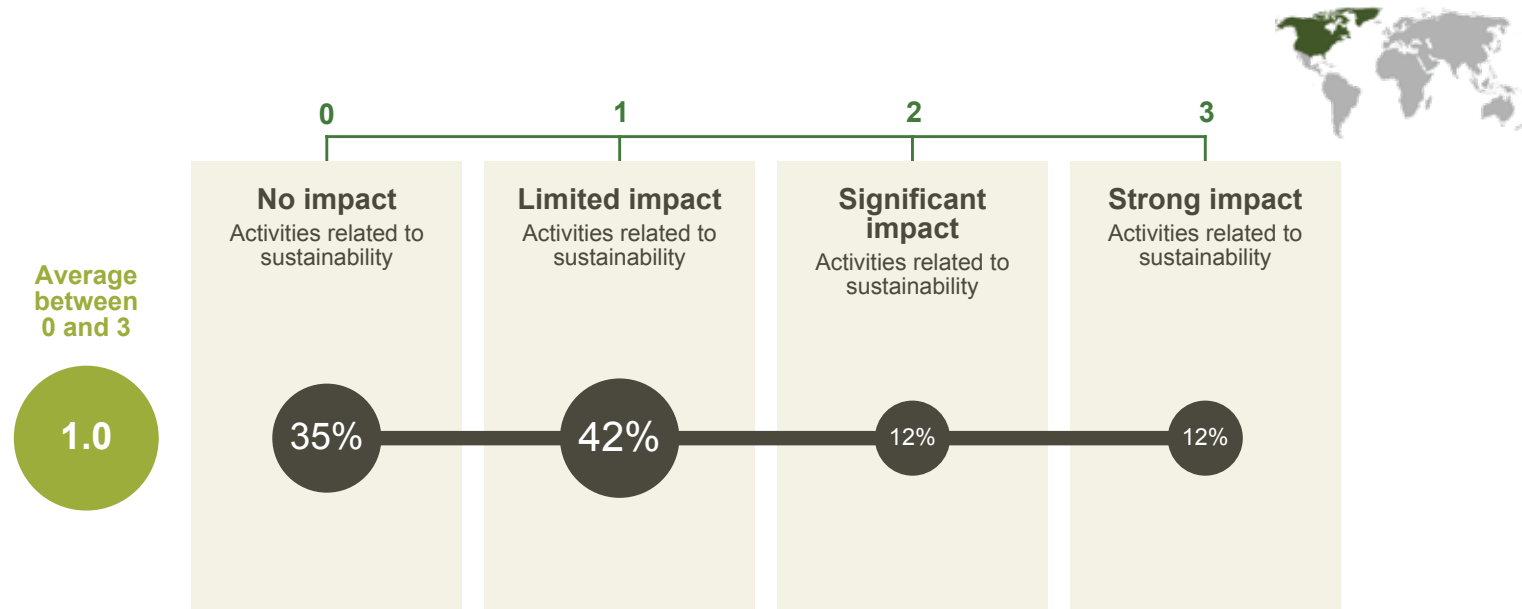 0
1
2
3
No impact
Activities related to
sustainability
Limited impact
Activities related to
sustainability
Significant
impact
Activities related to
sustainability
Strong impact
Activities related to
sustainability
Average
between
0 and 3
1.0
35%
42%
12%
12%